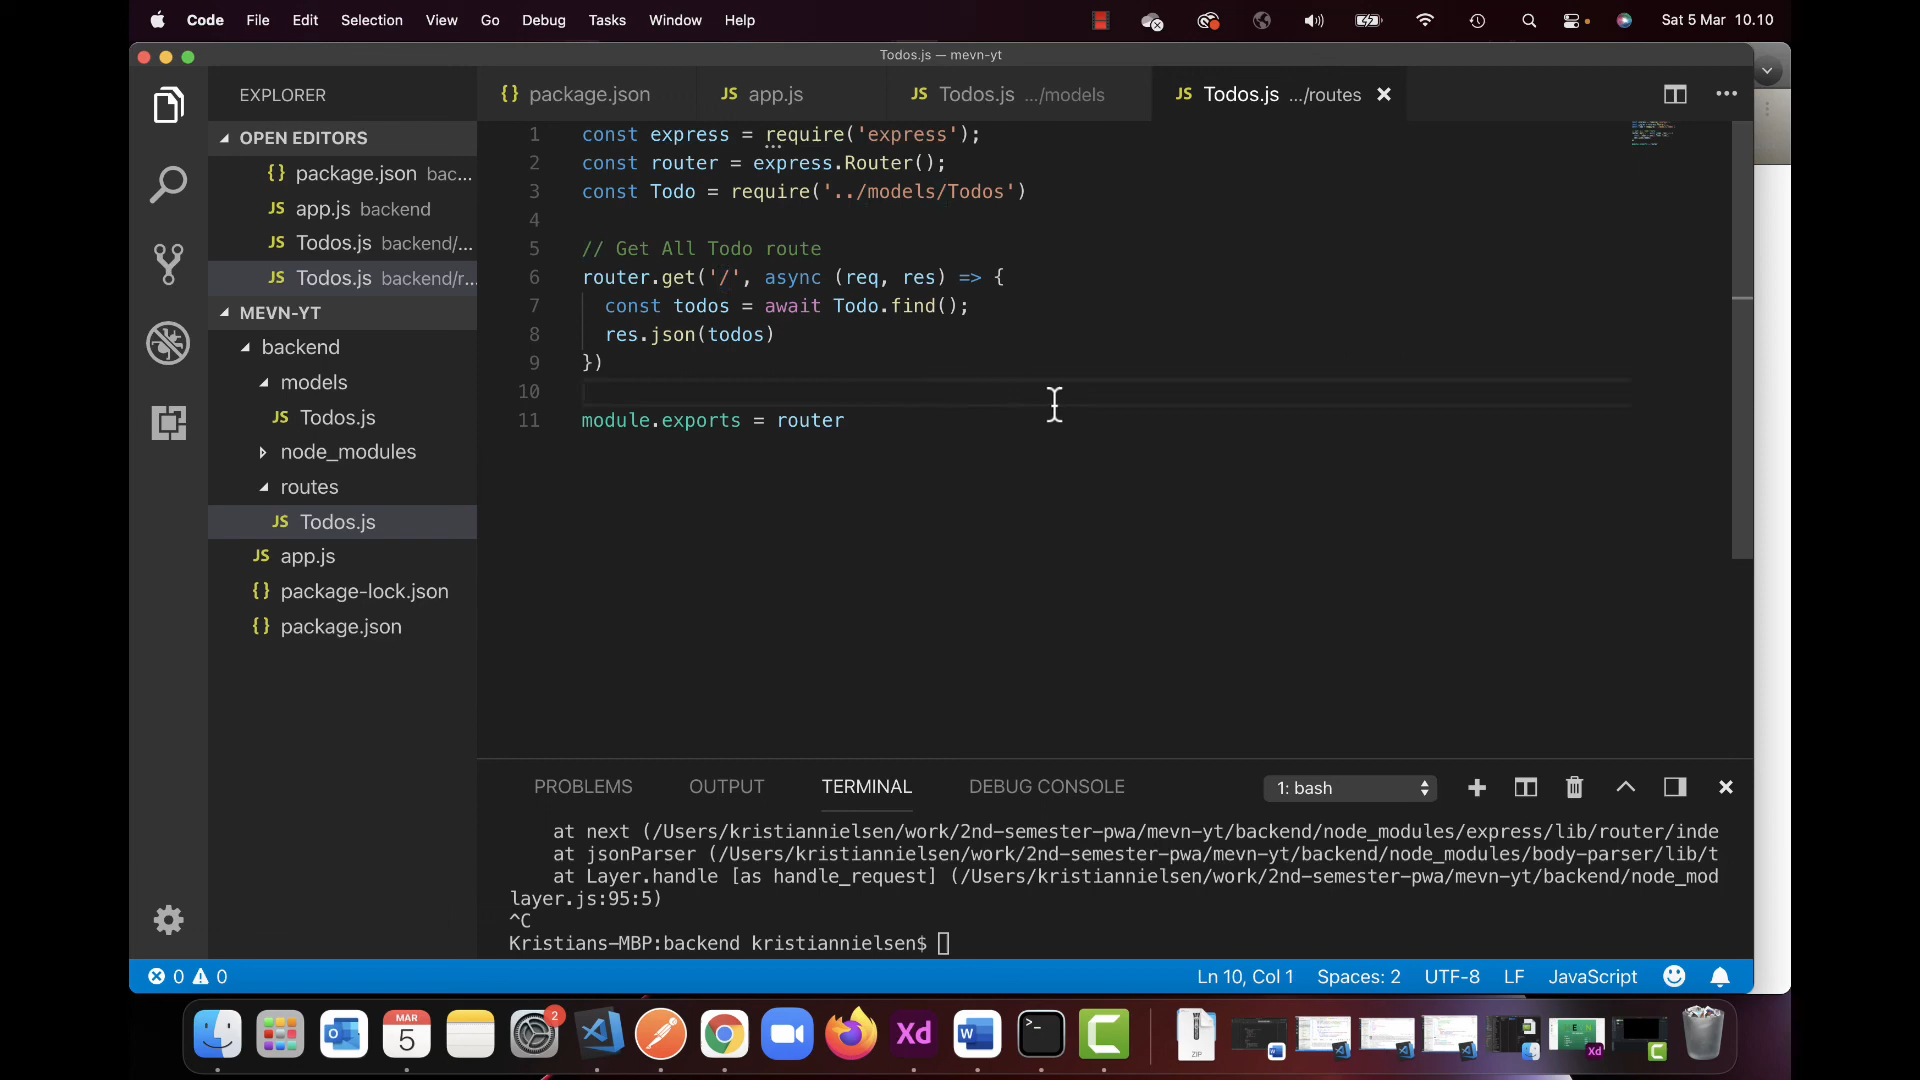 Code File Edit Selection View Go Debug Tasks Window Help Sat 5 Mar 10.10
Todos.js — mevn-yt
EXPLORER
OPEN EDITORS
{} package.json bac...
JS app.js backend
JS Todos.js backend/...
JS Todos.js backend/r...
MEVN-YT
backend
models
JS Todos.js
node_modules
routes
JS Todos.js
JS app.js
{} package-lock.json
{} package.json
{} package.json JS app.js JS Todos.js .../models JS Todos.js .../routes
1 const express = require('express');
2 const router = express.Router();
3 const Todo = require('../models/Todos')
4
5 // Get All Todo route
6 router.get('/', async (req, res) => {
7 const todos = await Todo.find();
8 res.json(todos)
9 })
10
11 module.exports = router
PROBLEMS OUTPUT TERMINAL DEBUG CONSOLE 1: bash
at next (/Users/kristiannielsen/work/2nd-semester-pwa/mevn-yt/backend/node_modules/express/lib/router/inde
at jsonParser (/Users/kristiannielsen/work/2nd-semester-pwa/mevn-yt/backend/node_modules/body-parser/lib/t
at Layer.handle [as handle_request] (/Users/kristiannielsen/work/2nd-semester-pwa/mevn-yt/backend/node_mod
layer.js:95:5)
^C
Kristians-MBP:backend kristiannielsen$
0 0 Ln 10, Col 1 Spaces: 2 UTF-8 LF JavaScript
MAR
5
2
Xd
W
ZIP